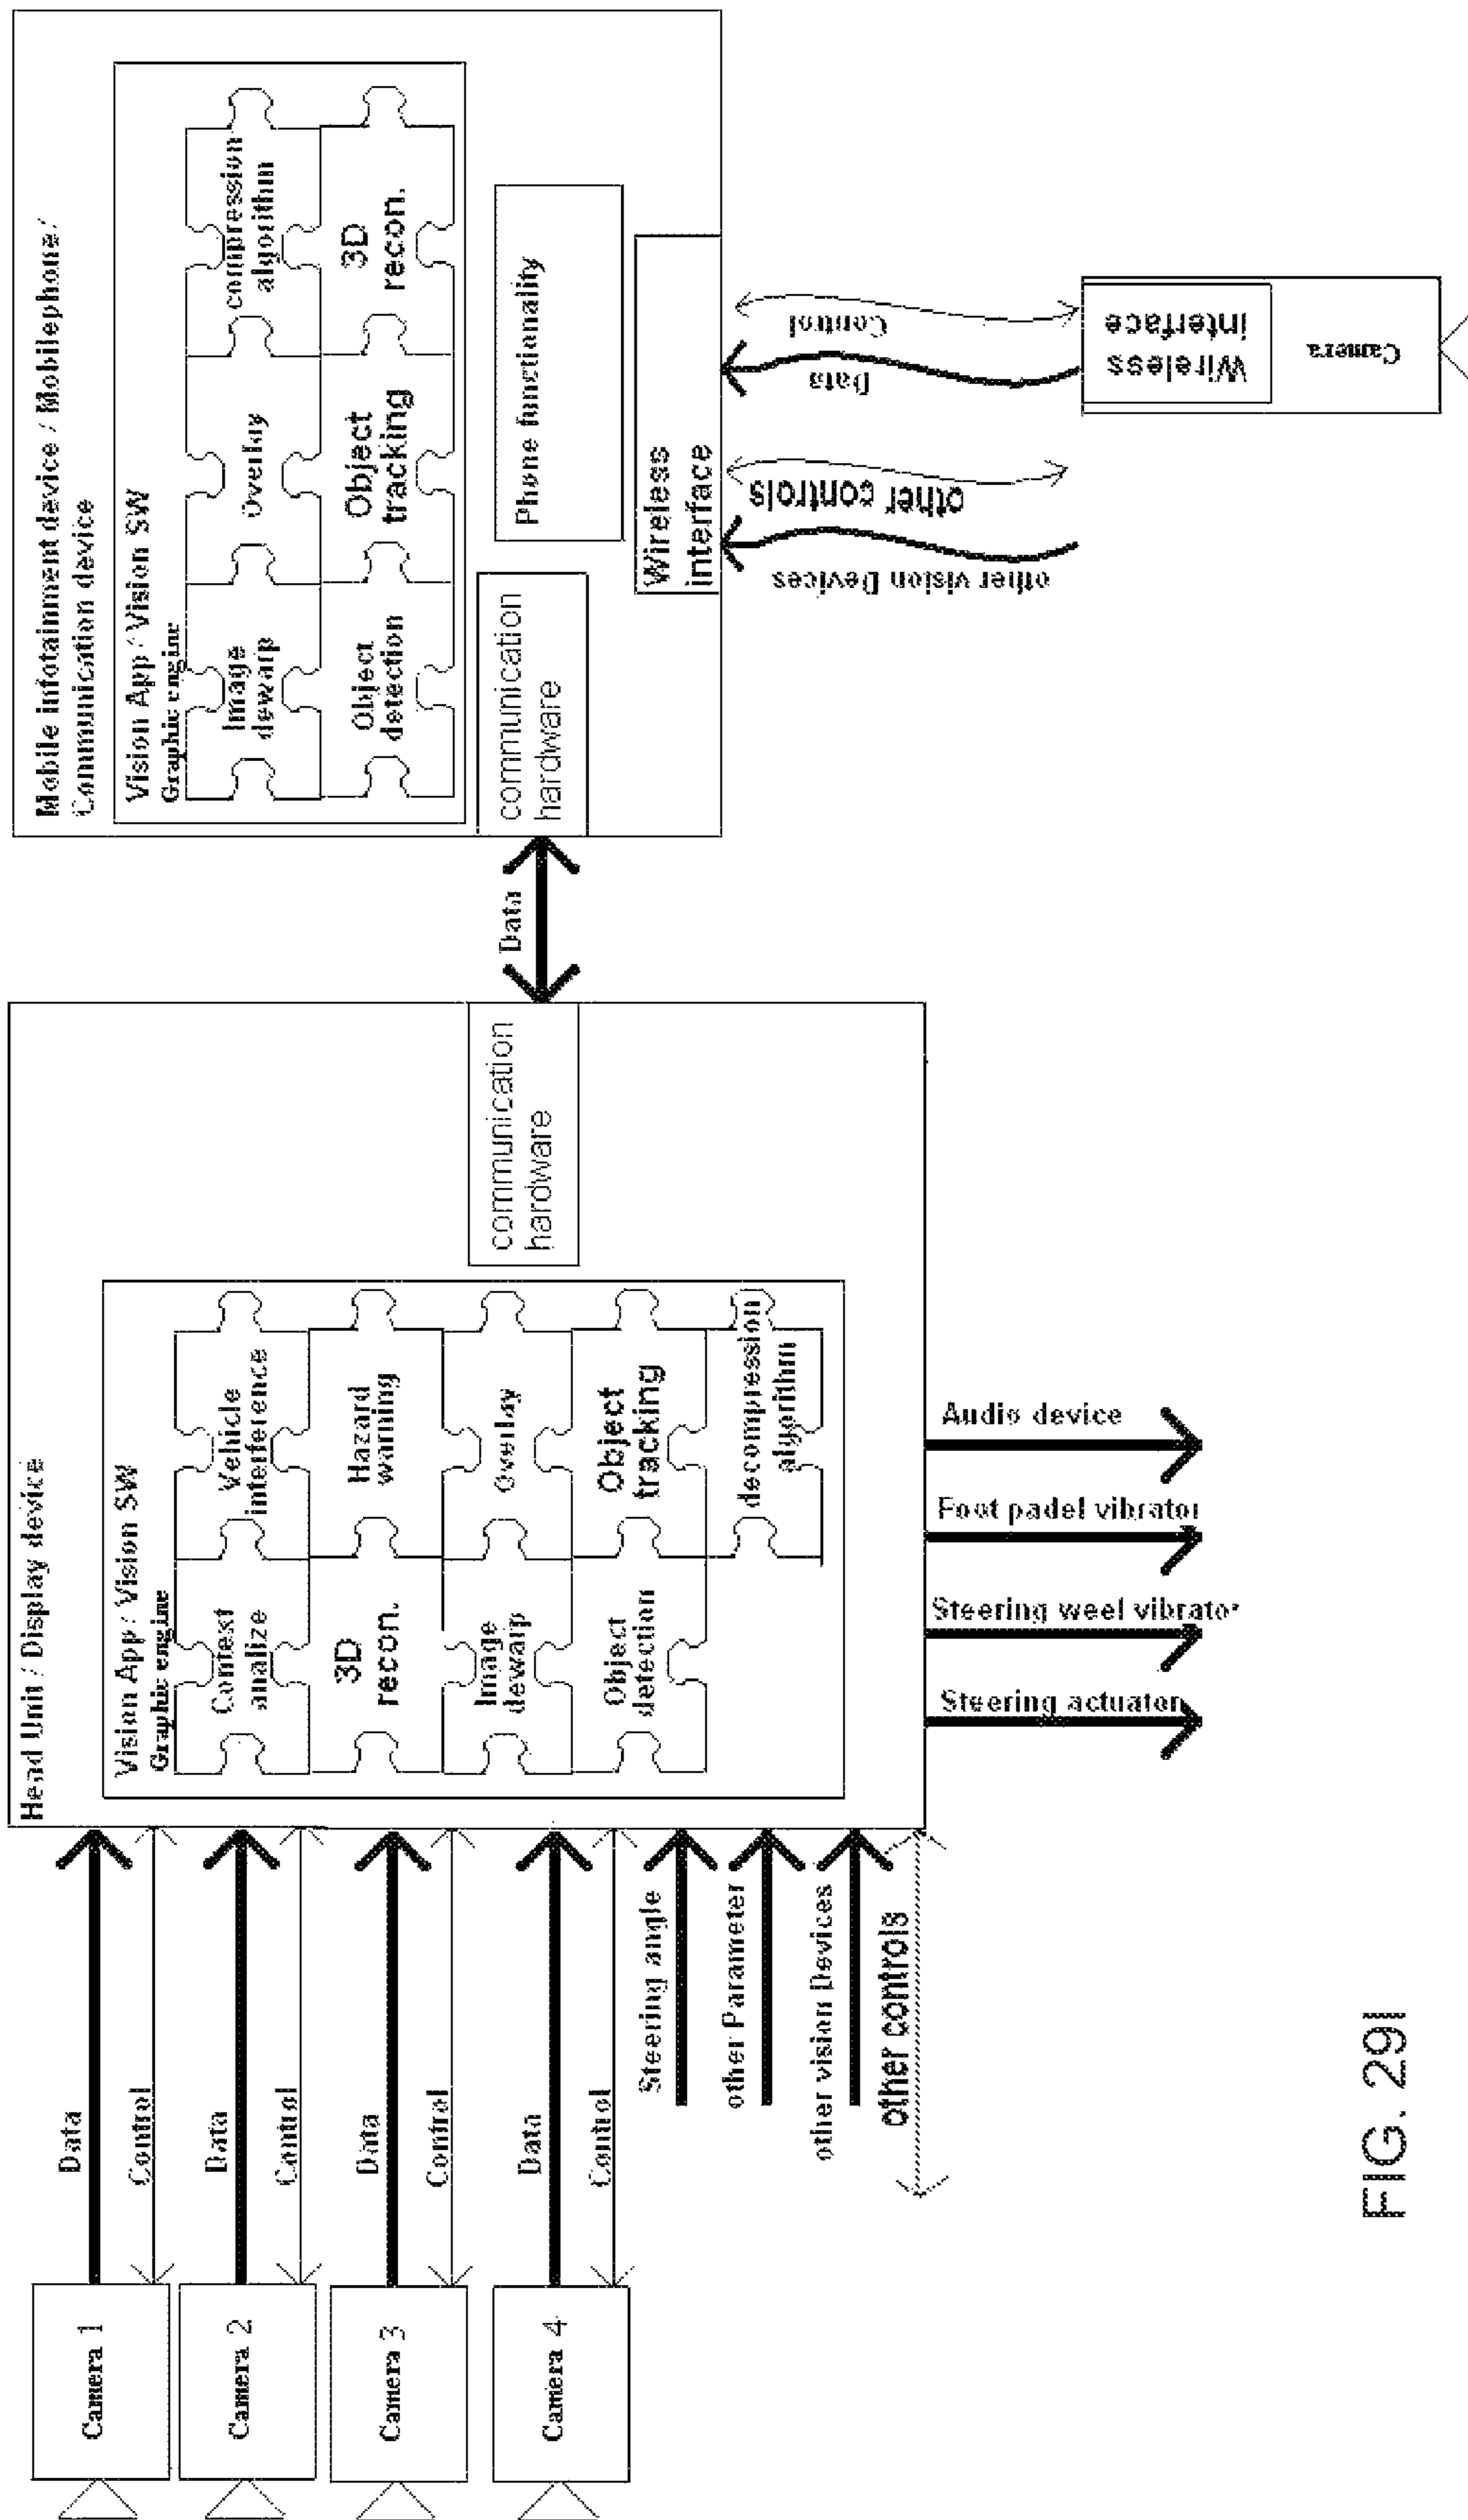 Camera 1
Camera 2
Camera 3
Camera 4
Data
Control
Data
Control
Data
Control
Data
Control
Steering angle
other Parameter
other vision Devices
other controls
Head Unit / Display device
Vision App / Vision SW
Graphic engine
Context
analize
Vehicle
interference
3D
recon.
Hazard
warning
Image
dewarp
Overlay
Object
detection
Object
tracking
decompression
algorithm
communication
hardware
Steering actuator
Steering weel vibrator
Foot padel vibrator
Audio device
Data
Mobile infotainment device / Mobilephone /
Communication device
Vision App / Vision SW
Graphic engine
Image
dewarp
Overlay
compression
algorithm
Object
detection
Object
tracking
3D
recon.
communication
hardware
Phone functionality
Wireless
interface
other vision Devices
other controls
Data
Control
Wireless
interface
Camera
FIG. 29I